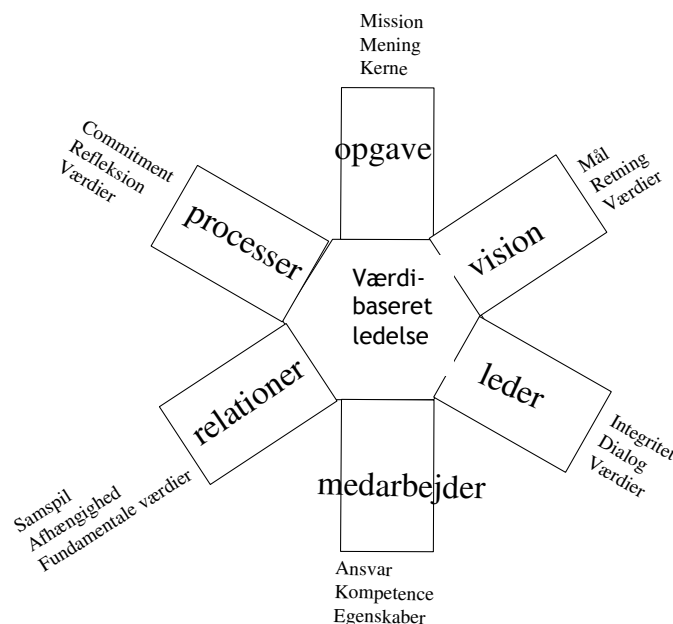 Mission
Mening
Kerne
opgave
Mål
Retning
Værdier
vision
Integritet
Dialog
Værdier
leder
Ansvar
Kompetence
Egenskaber
medarbejder
Samspil
Afhængighed
Fundamentale værdier
relationer
Commitment
Refleksion
Værdier
processer
Værdi-
baseret
ledelse